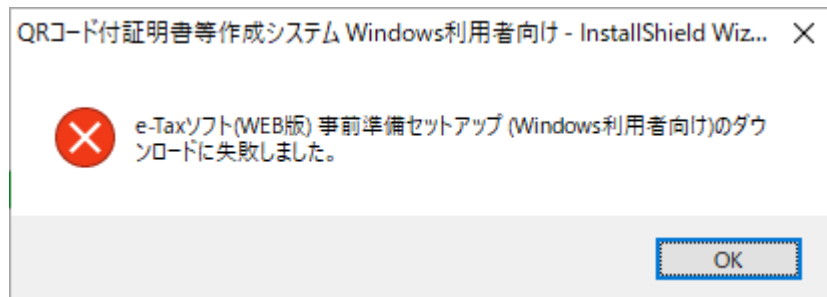 QRコード付証明書等作成システム Windows利用者向け - InstallShield Wiz...
e-Taxソフト(WEB版) 事前準備セットアップ (Windows利用者向け)のダウ
ンロードに失敗しました。
OK